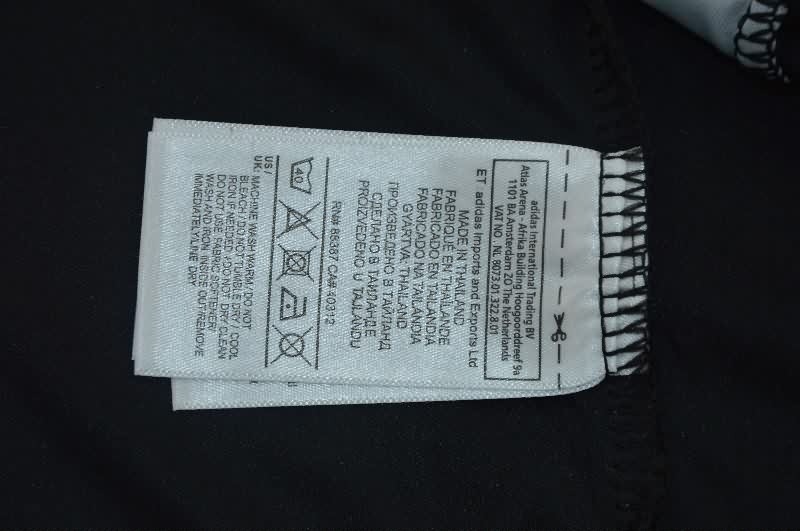 adidas International Trading BV
Atlas Arena - Afrika Building Hoogoorddreef 9a
1101 BA Amsterdam ZO The Netherlands
VAT NO. NL 8073.01.322.B.01
ET adidas Imports and Exports Ltd
MADE IN THAILAND
FABRIQUE EN THAÏLANDE
FABRICADO EN TAILANDIA
FABRICADO NA TAILÂNDIA
GYÁRTVA: THAILAND
ПРОИЗВЕДЕНО В ТАЙЛАНД
СДЕЛАНО В ТАИЛАНДЕ
PROIZVEDENO U TAJLANDU
RN# 88387 CA# 40312
40
US /
UK: MACHINE WASH WARM / DO NOT
BLEACH / DO NOT TUMBLE DRY / COOL
IRON IF NEEDED / DO NOT DRY CLEAN
DO NOT USE FABRIC SOFTENER/
WASH AND IRON INSIDE OUT/REMOVE
IMMEDIATELY/LINE DRY